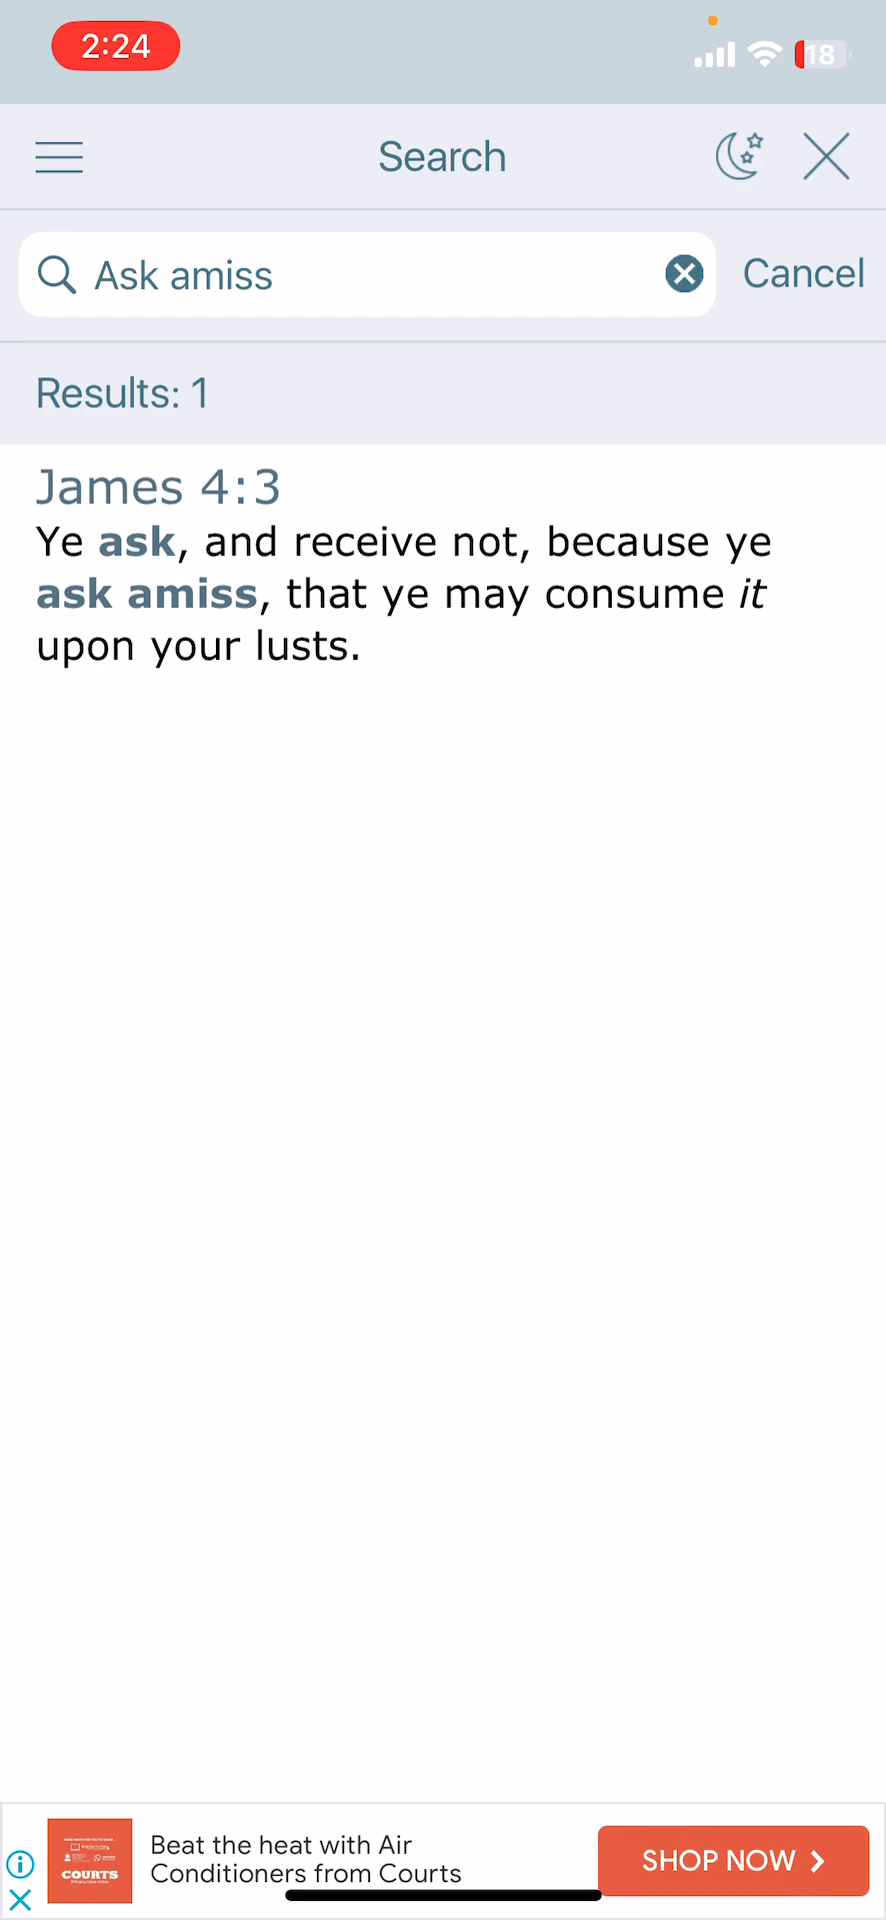 2:24
18
Search
Ask amiss
Cancel
Results: 1
James 4:3
Ye ask, and receive not, because ye
ask amiss, that ye may consume it
upon your lusts.
Beat the heat with Air
Conditioners from Courts
SHOP NOW
COURTS